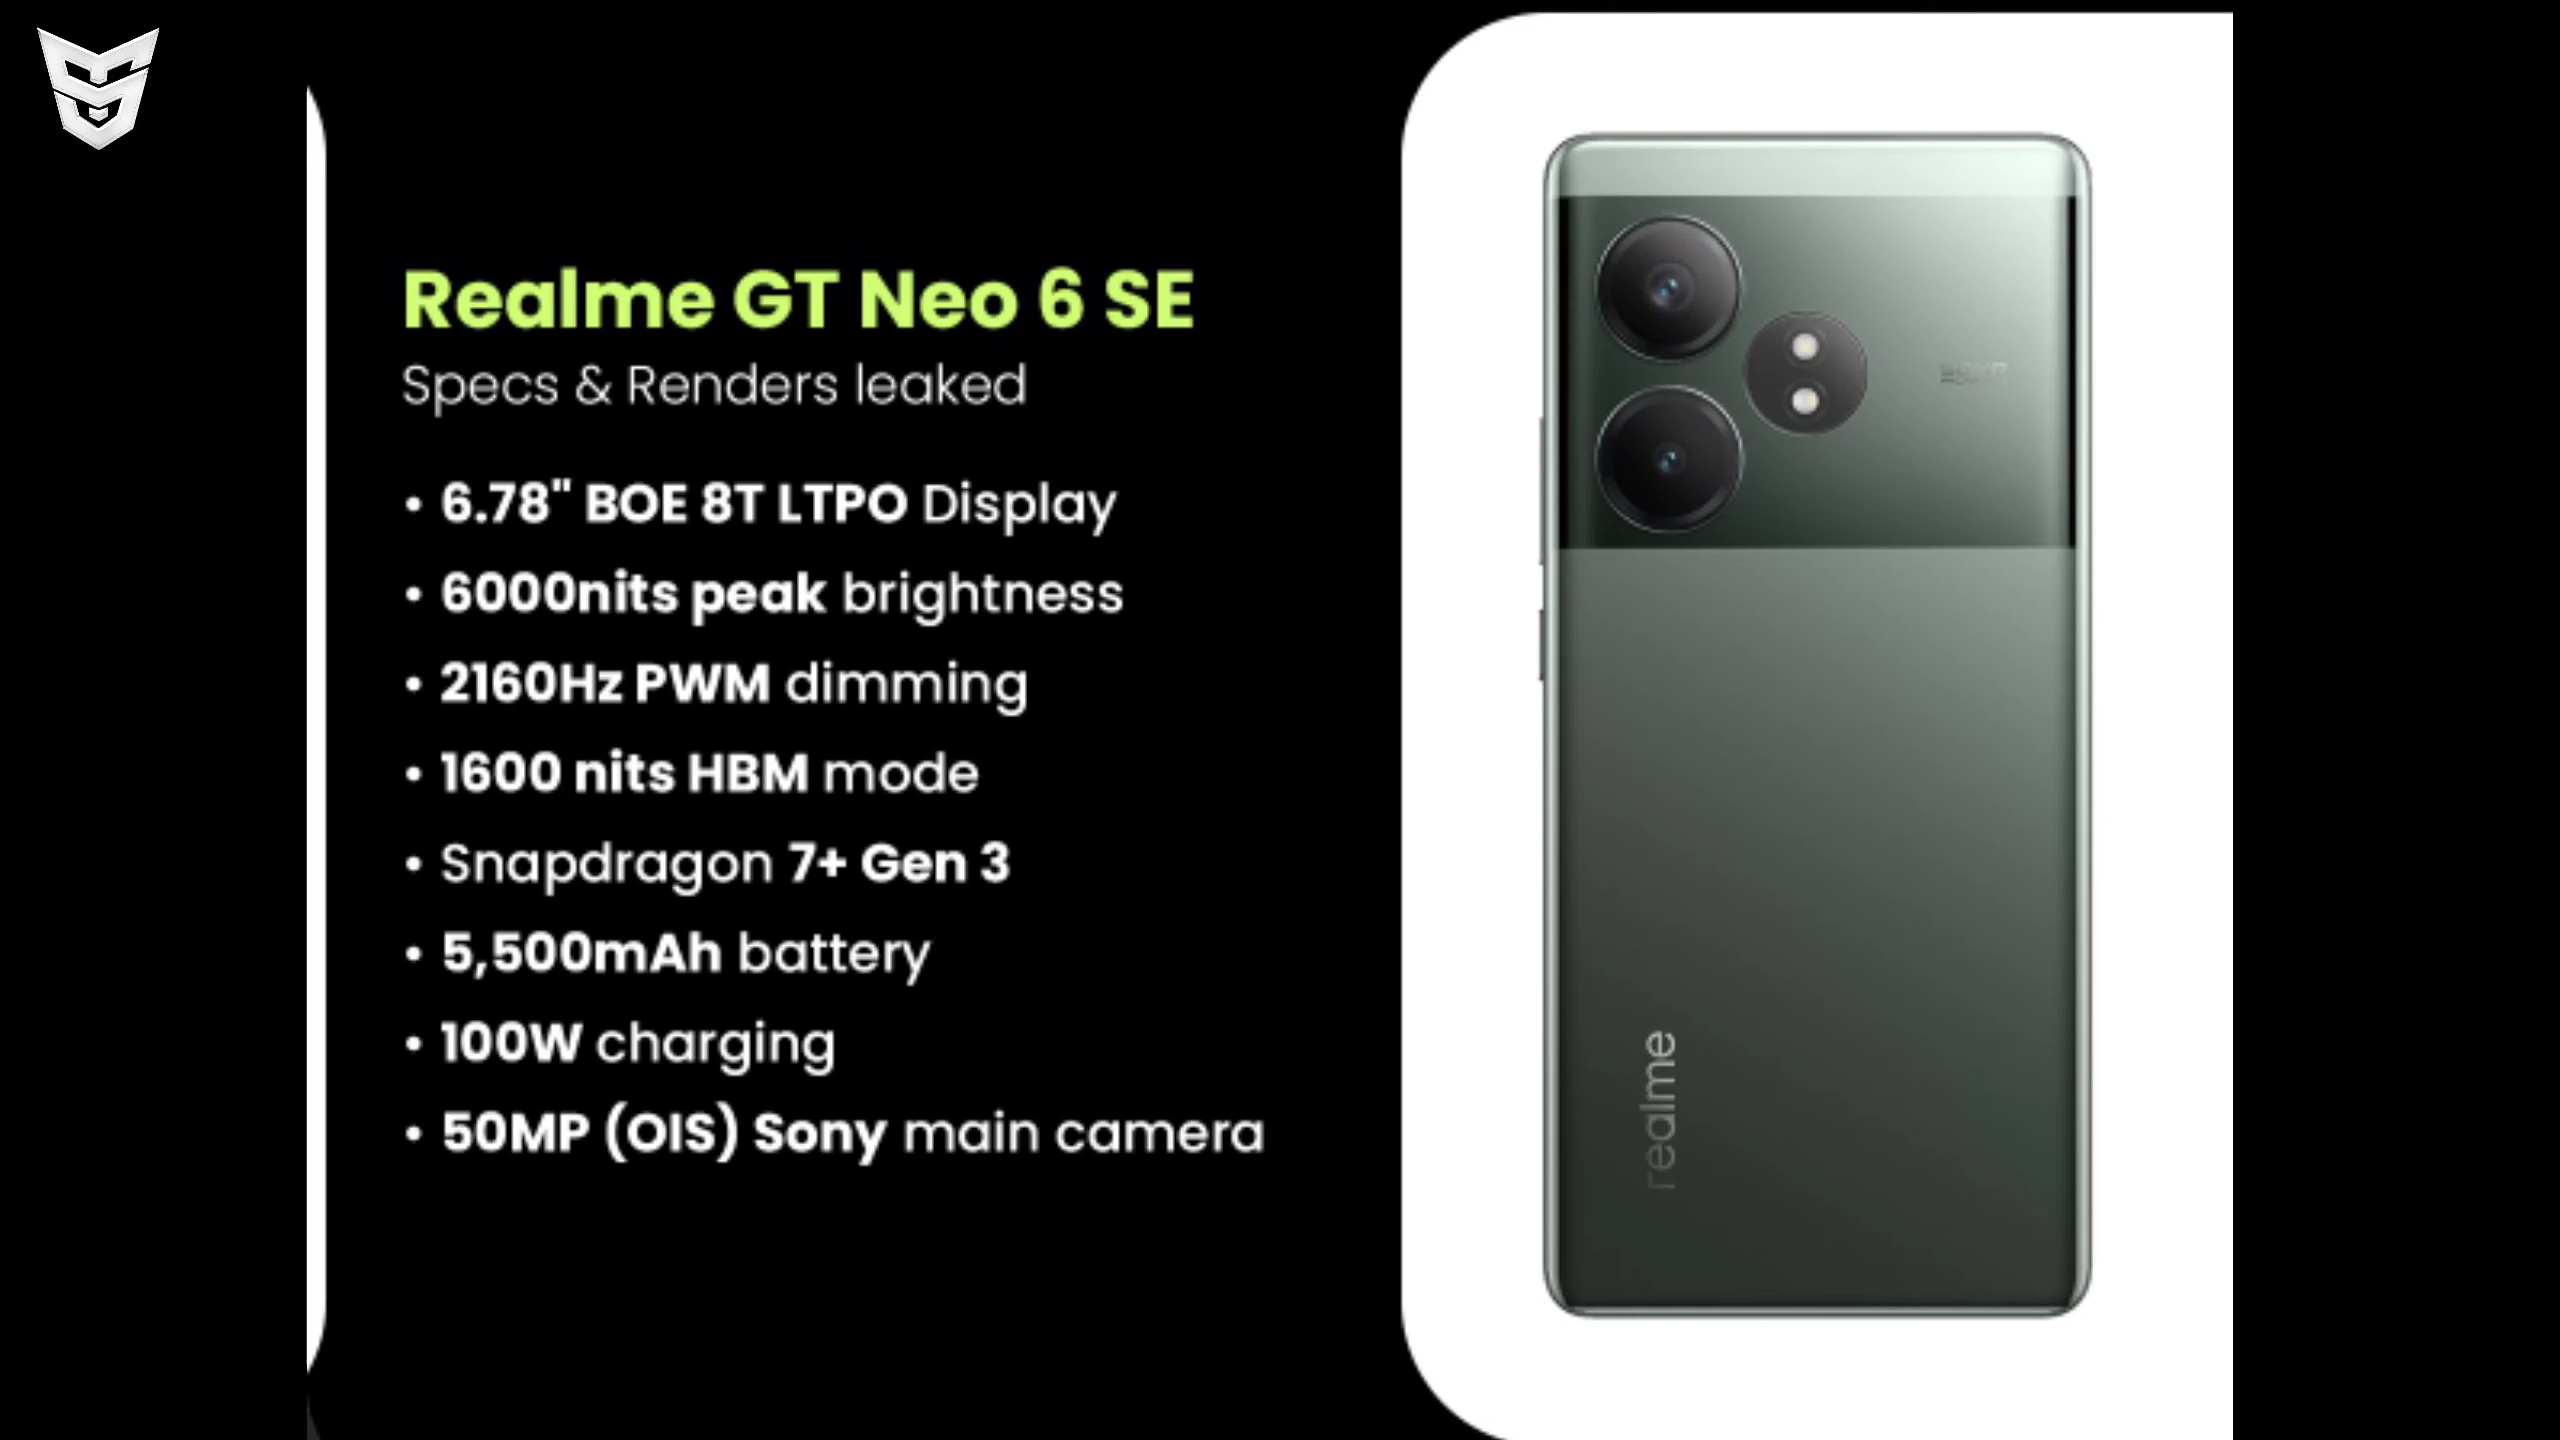 Realme GT Neo 6 SE
Specs & Renders leaked
• 6.78" BOE 8T LTPO Display
• 6000nits peak brightness
• 2160Hz PWM dimming
• 1600 nits HBM mode
• Snapdragon 7+ Gen 3
• 5,500mAh battery
• 100W charging
• 50MP (OIS) Sony main camera
realme